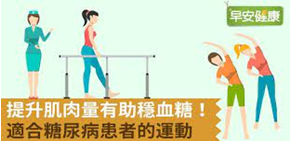 早安健康
提升肌肉量有助穩血糖！
適合糖尿病患者的運動